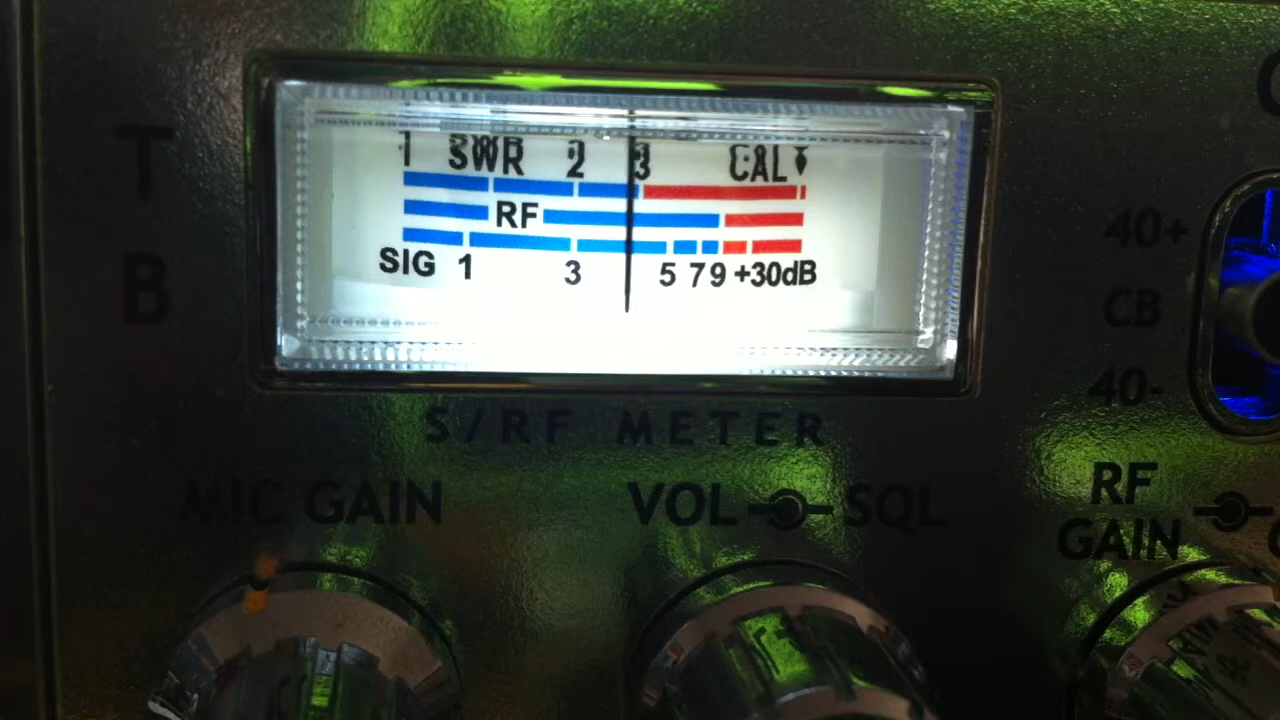 1 SWR 2 3 CAL
RF
SIG 1 3 5 7 9 +30dB
T
B
40+
CB
40-
S/RF METER
MIC GAIN
VOL SQL
RF
GAIN